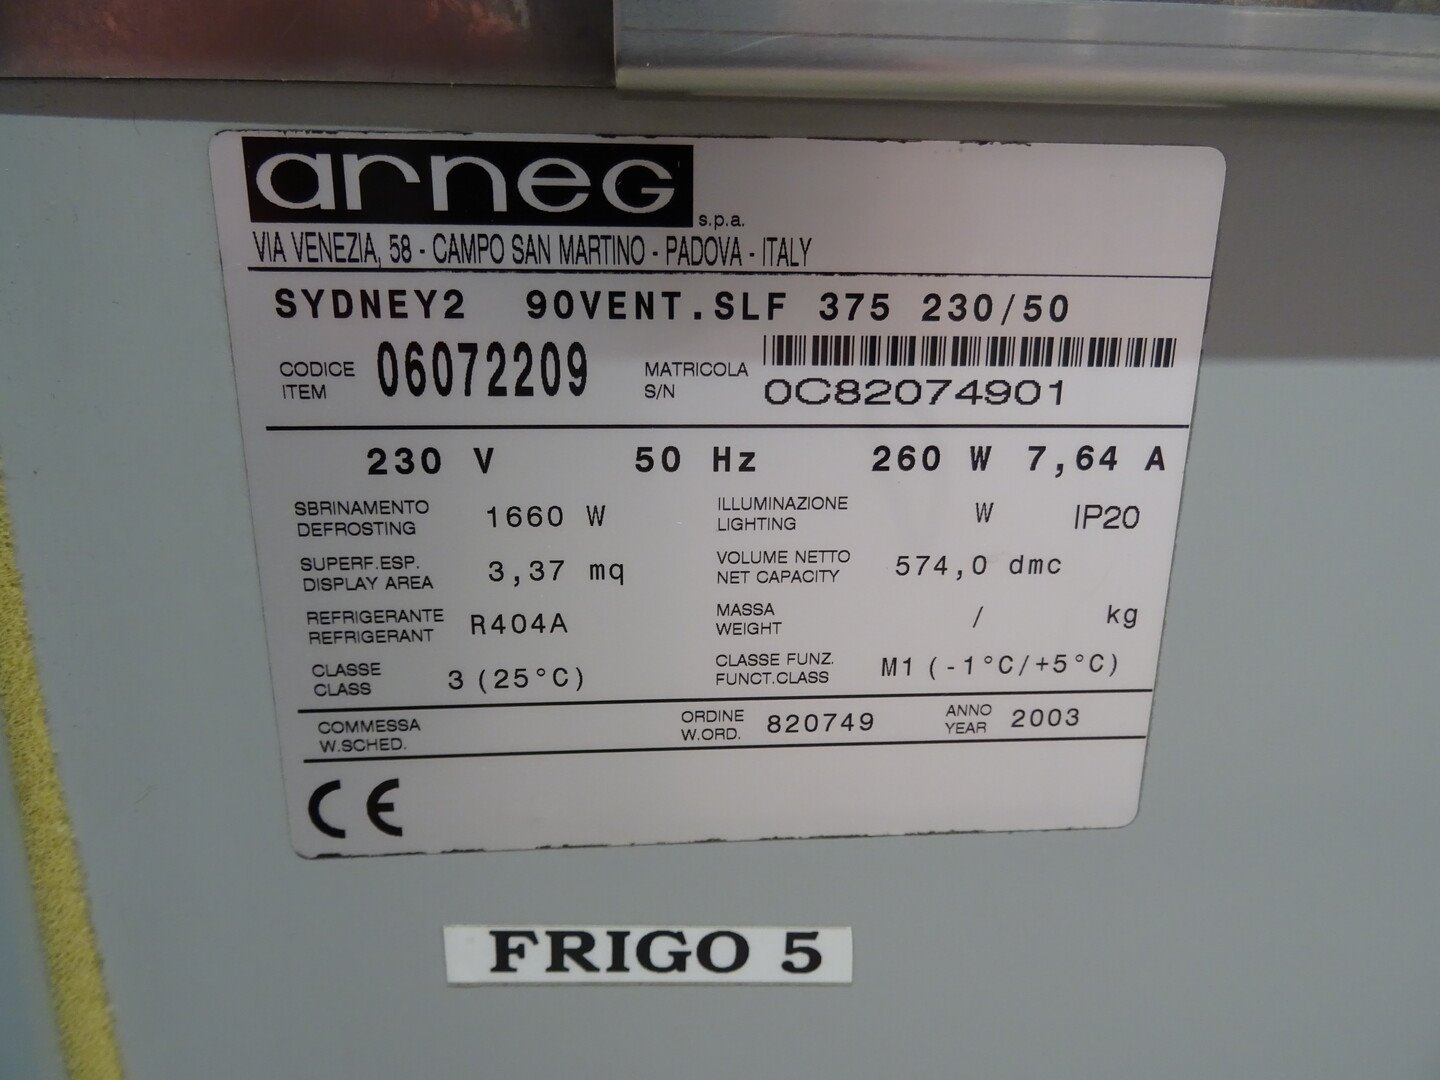 arneg s.p.a.
VIA VENEZIA, 58 - CAMPO SAN MARTINO - PADOVA - ITALY
SYDNEY2 90VENT.SLF 375 230/50
CODICE ITEM 06072209 MATRICOLA S/N 0C82074901
230 V 50 Hz 260 W 7,64 A
SBRINAMENTO DEFROSTING 1660 W ILLUMINAZIONE LIGHTING W IP20
SUPERF.ESP. DISPLAY AREA 3,37 mq VOLUME NETTO NET CAPACITY 574,0 dmc
REFRIGERANTE REFRIGERANT R404A MASSA WEIGHT / kg
CLASSE CLASS 3(25°C) CLASSE FUNZ. FUNCT.CLASS M1(-1°C/+5°C)
COMMESSA W.SCHED. ORDINE W.ORD. 820749 ANNO YEAR 2003
CE
FRIGO 5